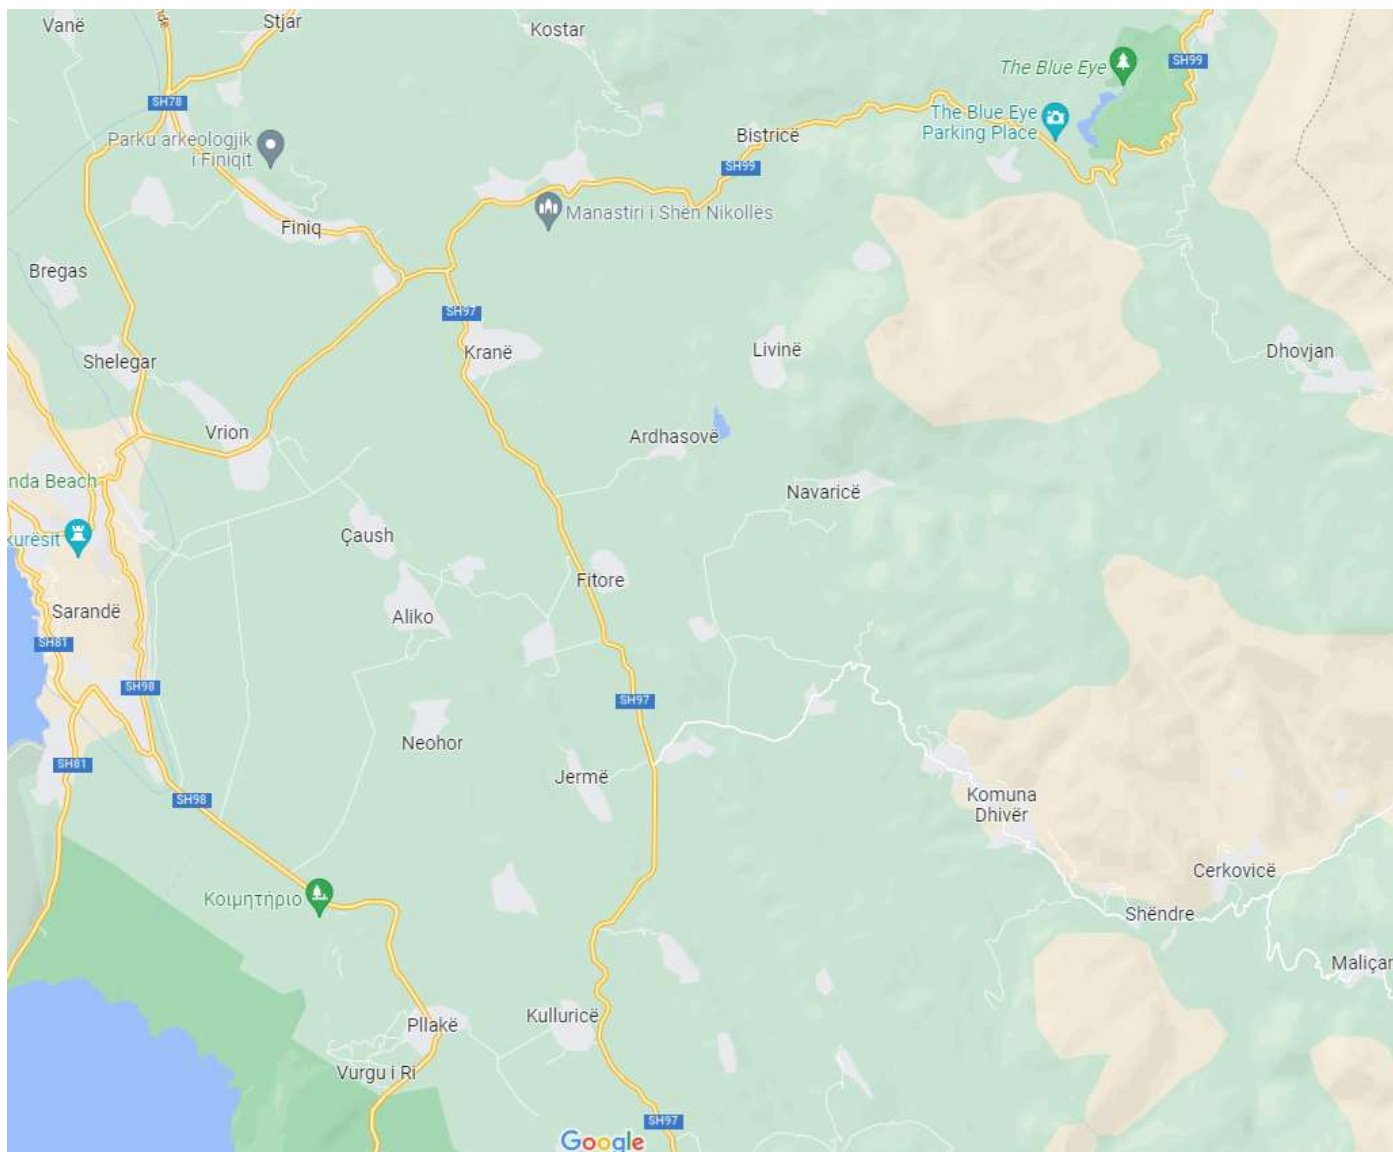 Vanë
Stjar
Kostar
The Blue Eye
SH99
SH78
The Blue Eye
Parking Place
Parku arkeologjik
i Finiqit
Bistricë
SH99
Manastiri i Shën Nikollës
Finiq
Bregas
SH97
Kranë
Livinë
Dhovjan
Shelegar
Vrion
Ardhasovë
nda Beach
Navaricë
kurësit
Çaush
Fitore
Sarandë
Aliko
SH81
SH98
SH97
Neohor
SH81
Jermë
SH98
Komuna
Dhivër
Cerkovicë
Κοιμητήριο
Shëndre
Maliçan
Pllakë
Kulluricë
Vurgu i Ri
SH97
Google